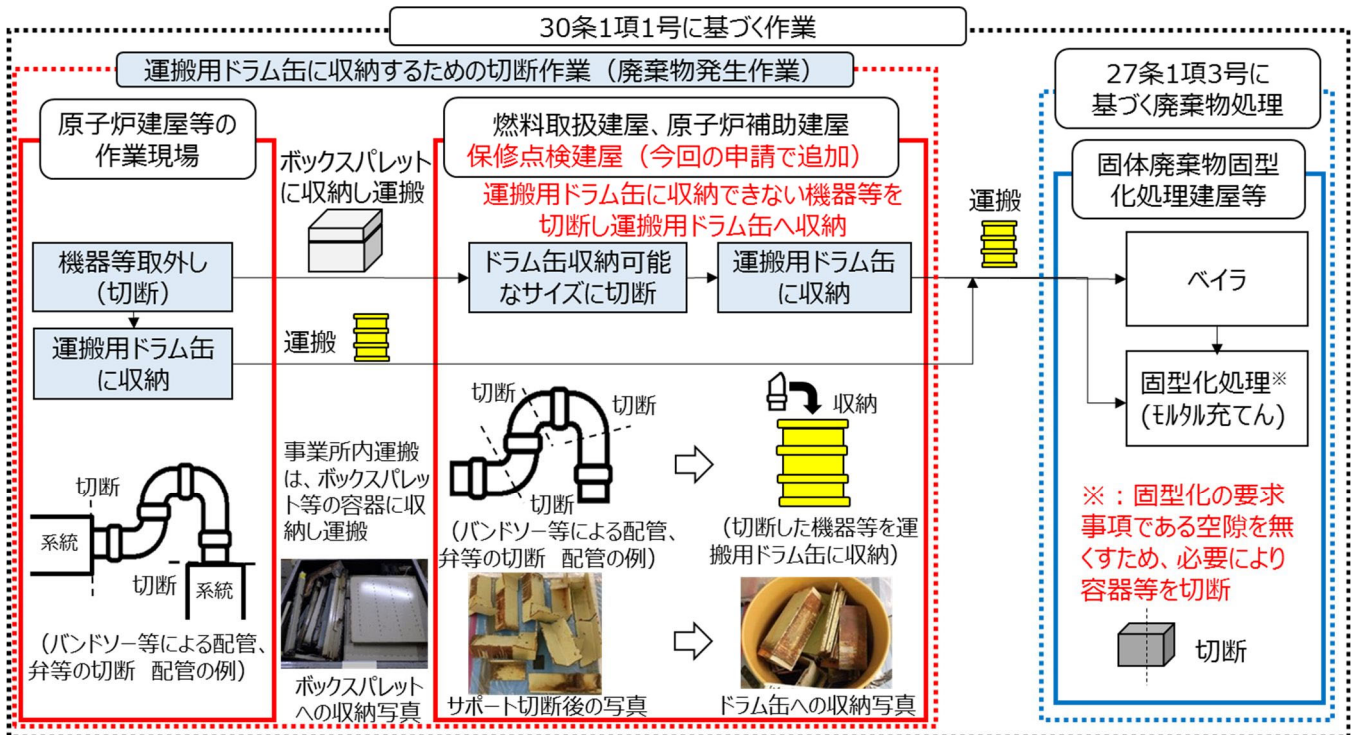 30条1項1号に基づく作業
運搬用ドラム缶に収納するための切断作業（廃棄物発生作業）
原子炉建屋等の
作業現場
機器等取外し
（切断）
運搬用ドラム缶
に収納
切断
系統
切断
系統
（バンドソー等による配管、
弁等の切断　配管の例）
ボックスパレット
に収納し運搬
運搬
事業所内運搬
は、ボックスパレッ
ト等の容器に収
納し運搬
ボックスパレット
への収納写真
燃料取扱建屋、原子炉補助建屋
保修点検建屋（今回の申請で追加）
運搬用ドラム缶に収納できない機器等を
切断し運搬用ドラム缶へ収納
ドラム缶収納可能
なサイズに切断
運搬用ドラム缶
に収納
切断
切断
切断
（バンドソー等による配管、
弁等の切断　配管の例）
収納
（切断した機器等を運
搬用ドラム缶に収納）
サポート切断後の写真
ドラム缶への収納写真
運搬
27条1項3号に
基づく廃棄物処理
固体廃棄物固型
化処理建屋等
ベイラ
固型化処理※
（ﾓﾙﾀﾙ充てん）
※：固型化の要求
事項である空隙を無
くすため、必要により
容器等を切断
切断